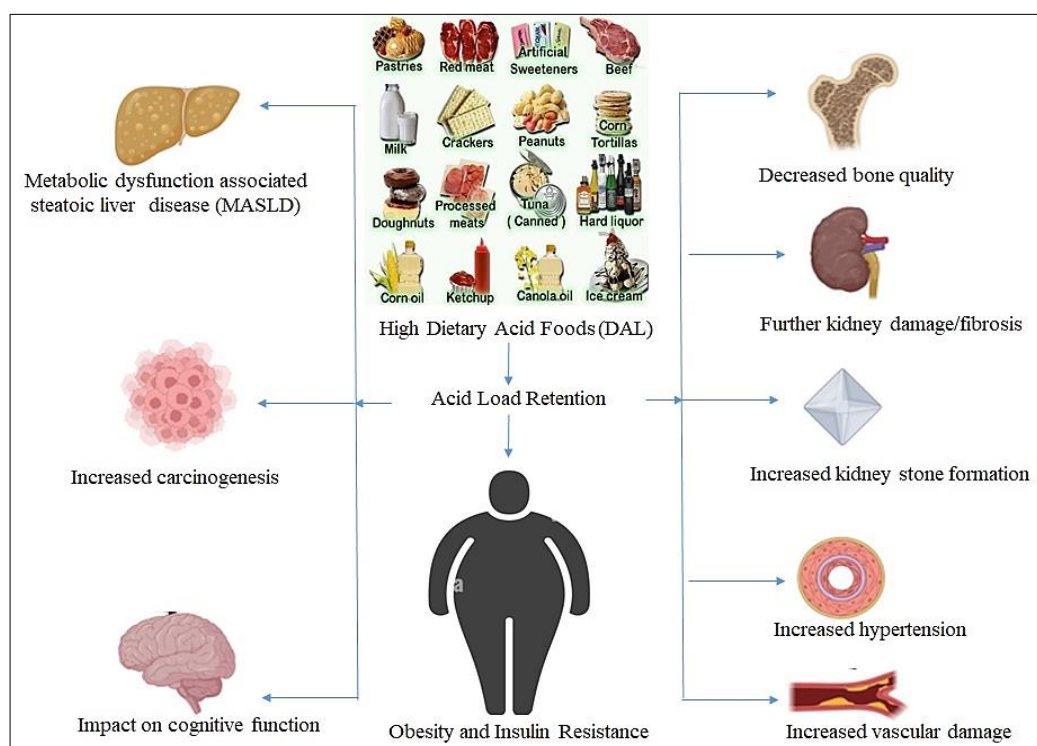 Pastries
Red meat
Artificial
Sweeteners
Beef
Milk
Crackers
Peanuts
Corn
Tortillas
Doughnuts
Processed
meats
Tuna
(Canned)
Hard liquor
Corn oil
Ketchup
Canola oil
Ice cream
High Dietary Acid Foods (DAL)
Acid Load Retention
Obesity and Insulin Resistance
Metabolic dysfunction associated
steatoic liver disease (MASLD)
Increased carcinogenesis
Impact on cognitive function
Decreased bone quality
Further kidney damage/fibrosis
Increased kidney stone formation
Increased hypertension
Increased vascular damage
a